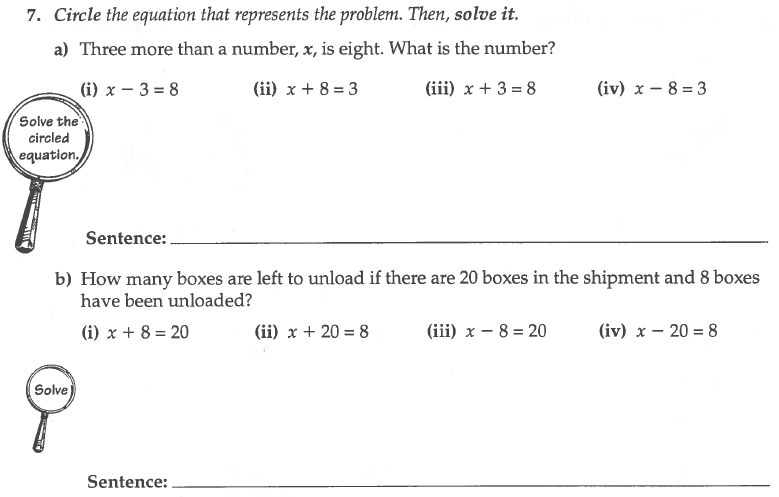 7. Circle the equation that represents the problem. Then, solve it.
a) Three more than a number, x, is eight. What is the number?
(i) x − 3 = 8 (ii) x + 8 = 3 (iii) x + 3 = 8 (iv) x − 8 = 3
Solve the
circled
equation.
Sentence:
b) How many boxes are left to unload if there are 20 boxes in the shipment and 8 boxes
have been unloaded?
(i) x + 8 = 20 (ii) x + 20 = 8 (iii) x − 8 = 20 (iv) x − 20 = 8
Solve
Sentence: